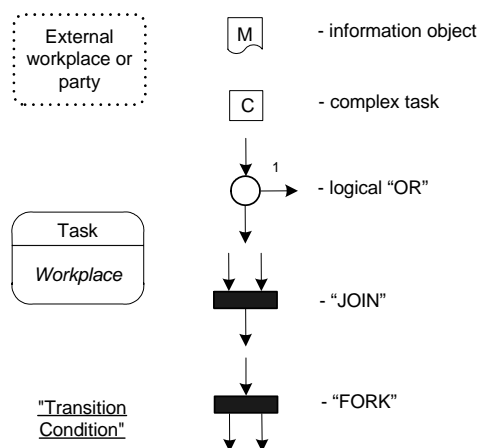 External
workplace or
party
M
- information object
C
- complex task
1
- logical “OR”
Task
Workplace
- “JOIN”
"Transition
Condition"
- “FORK”